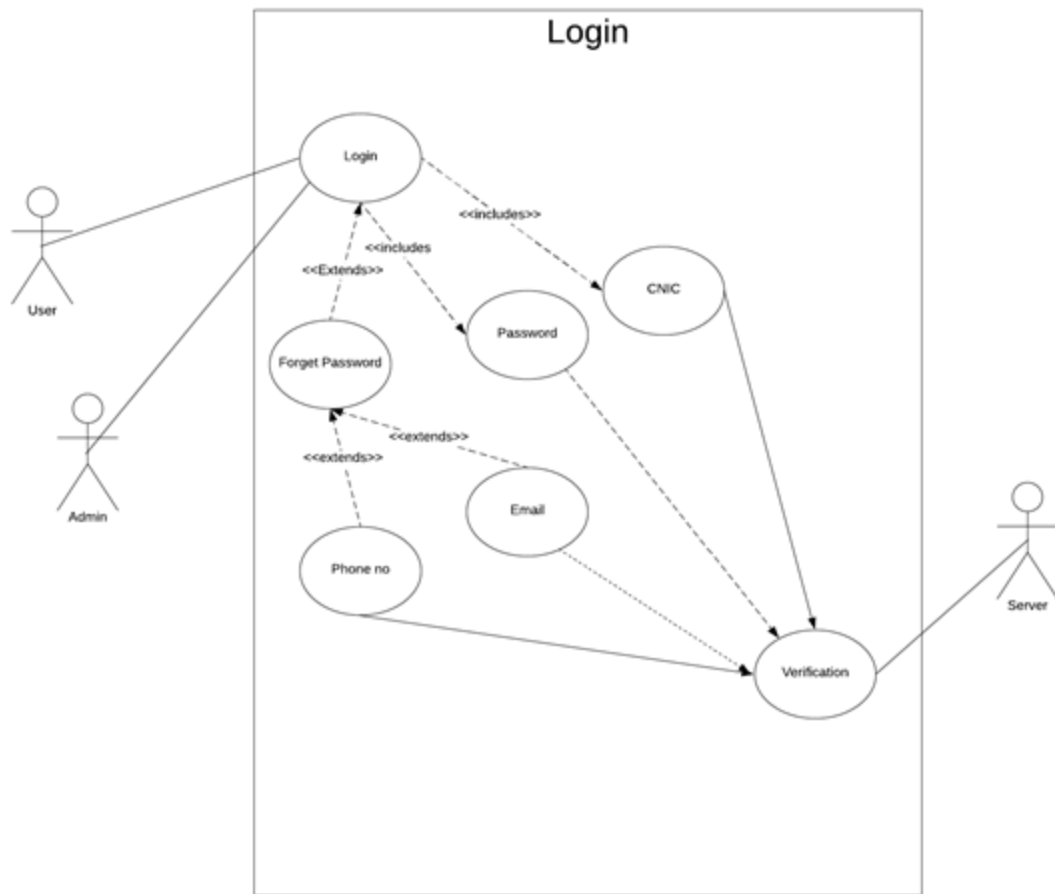 Login
Login
<<includes>>
<<includes
<<Extends>>
CNIC
User
Password
Forget Password
<<extends>>
<<extends>>
Email
Admin
Phone no
Server
Verification